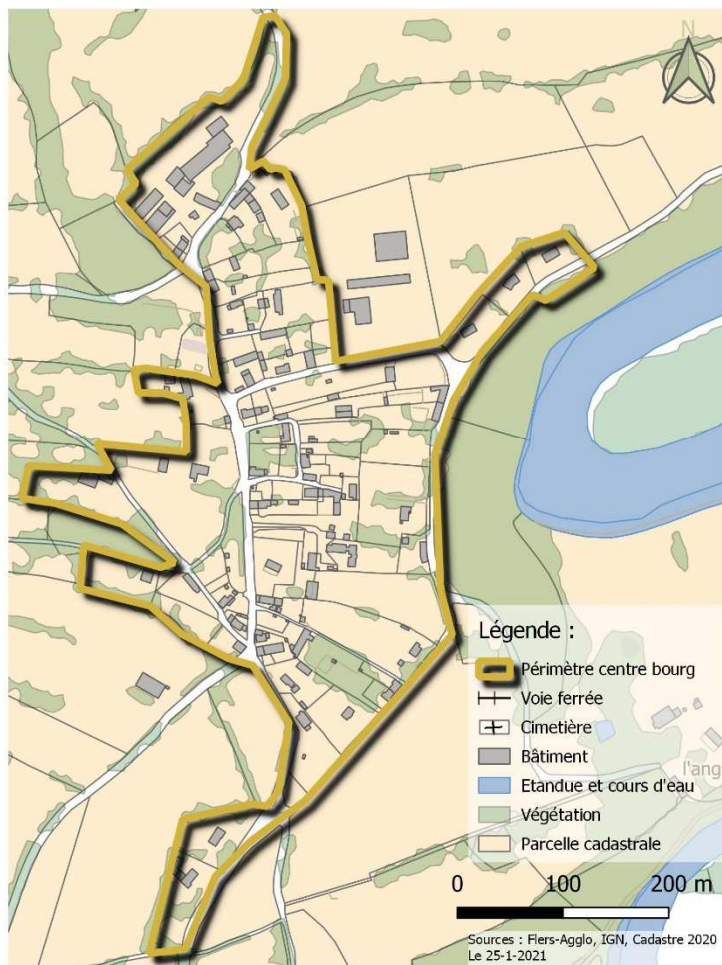 N
Légende :
Périmètre centre bourg
Voie ferrée
Cimetière
Bâtiment
Etandue et cours d'eau
Végétation
Parcelle cadastrale
l'ang
0 100 200 m
Sources : Flers-Agglo, IGN, Cadastre 2020
Le 25-1-2021